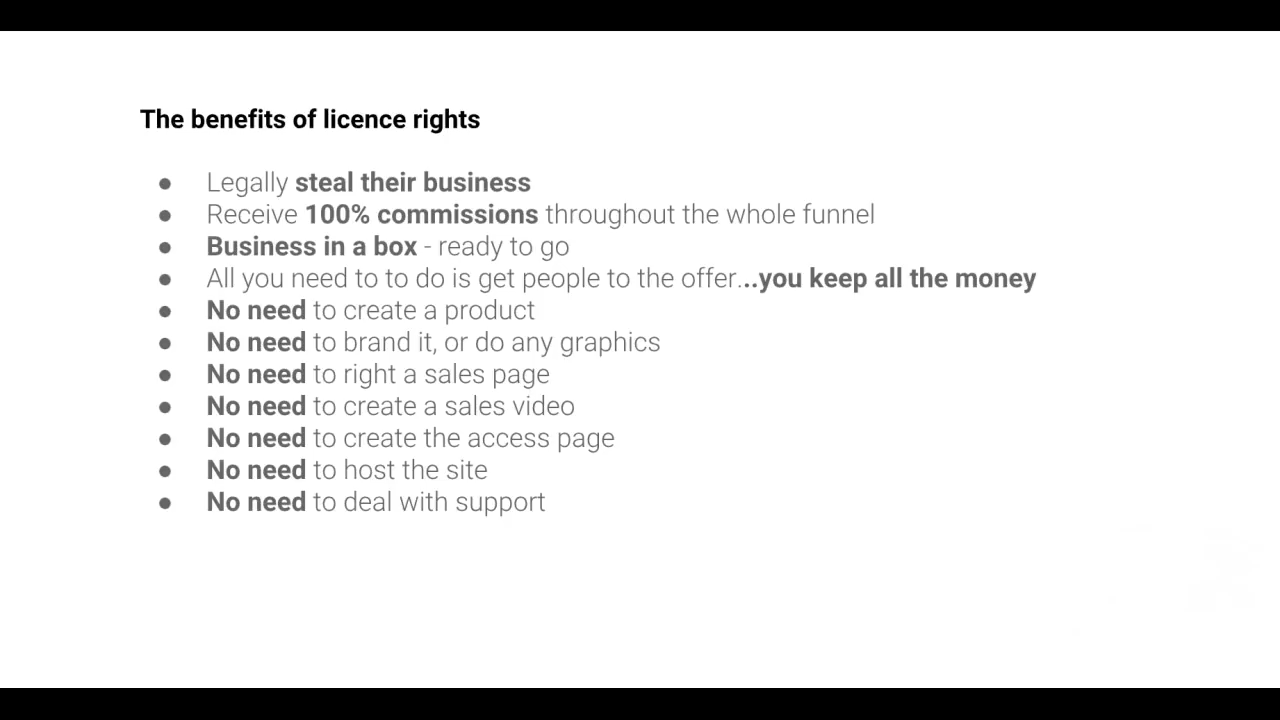 The benefits of licence rights
● Legally steal their business
● Receive 100% commissions throughout the whole funnel
● Business in a box - ready to go
● All you need to to do is get people to the offer...you keep all the money
● No need to create a product
● No need to brand it, or do any graphics
● No need to right a sales page
● No need to create a sales video
● No need to create the access page
● No need to host the site
● No need to deal with support